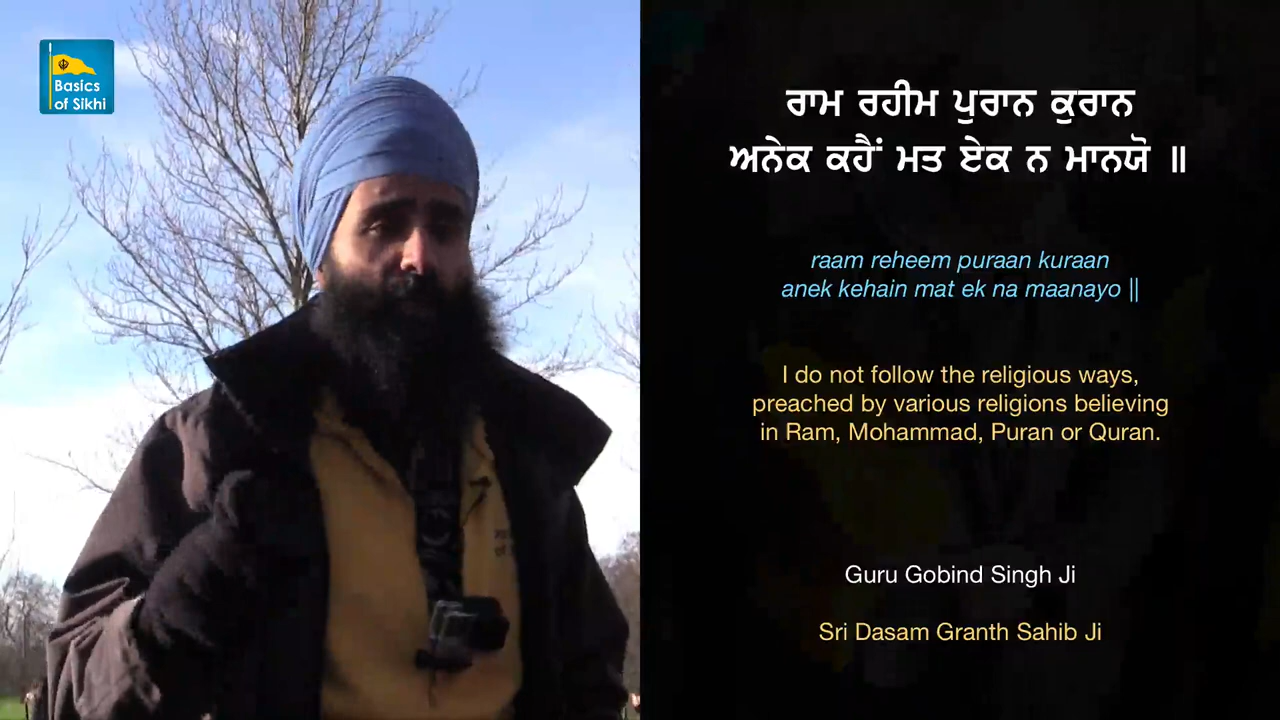 Basics
of Sikhi
ਰਾਮ ਰਹੀਮ ਪੁਰਾਨ ਕੁਰਾਨ
ਅਨੇਕ ਕਹੈਂ ਮਤ ਏਕ ਨ ਮਾਨਯੋ ॥
raam reheem puraan kuraan
anek kehain mat ek na maanayo ||
I do not follow the religious ways,
preached by various religions believing
in Ram, Mohammad, Puran or Quran.
Guru Gobind Singh Ji
Sri Dasam Granth Sahib Ji